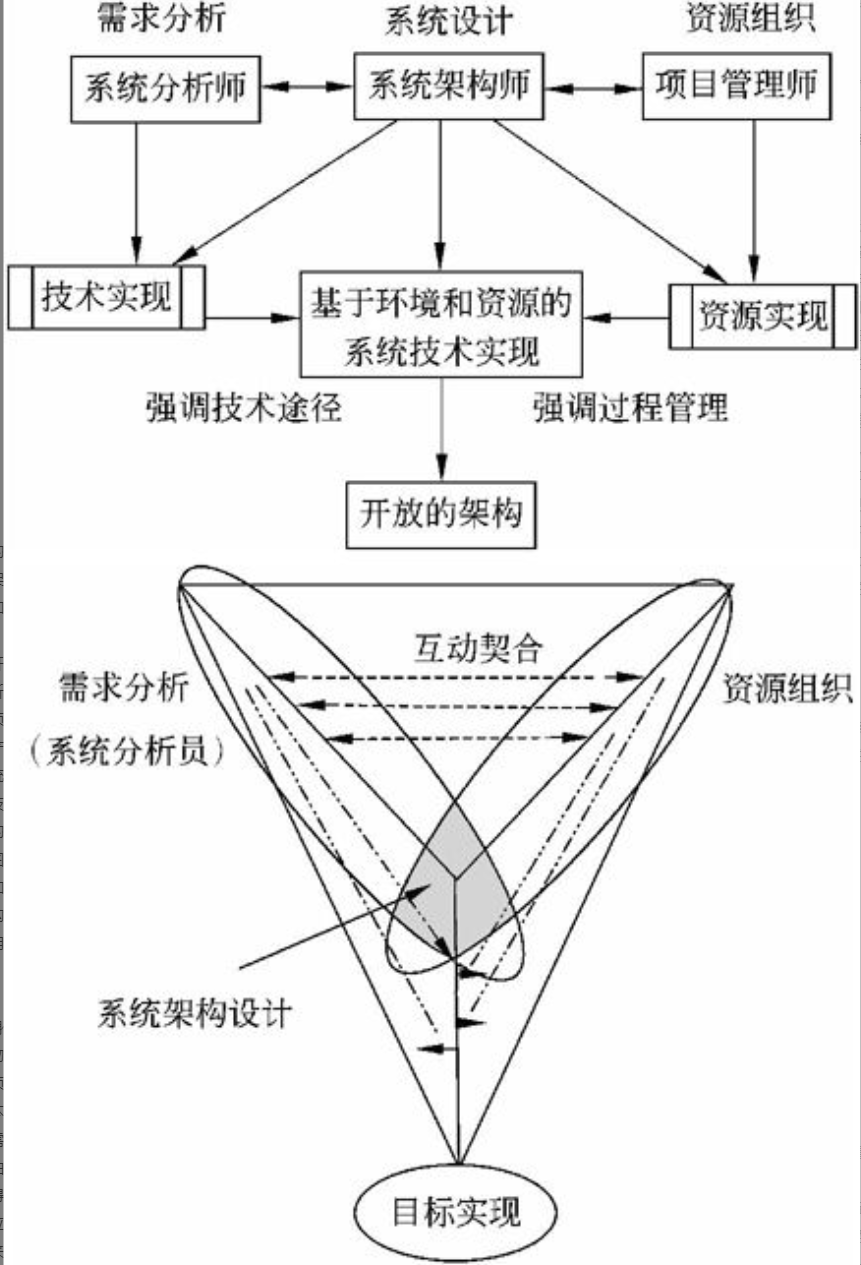 需求分析
系统设计
资源组织
系统分析师
系统架构师
项目管理师
技术实现
基于环境和资源的
系统技术实现
资源实现
强调技术途径
强调过程管理
开放的架构
互动契合
需求分析
（系统分析员）
资源组织
系统架构设计
目标实现